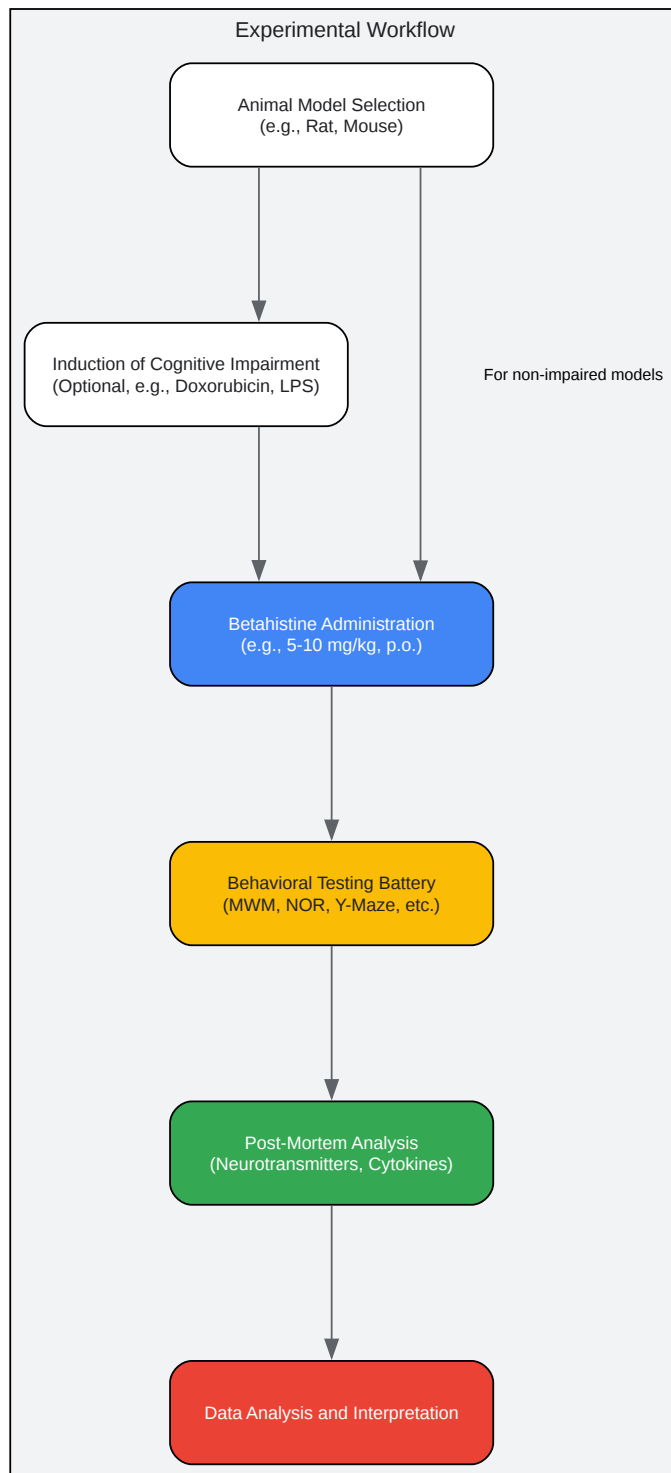 Experimental Workflow
Animal Model Selection
(e.g., Rat, Mouse)
Induction of Cognitive Impairment
(Optional, e.g., Doxorubicin, LPS)
For non-impaired models
Betahistine Administration
(e.g., 5-10 mg/kg, p.o.)
Behavioral Testing Battery
(MWM, NOR, Y-Maze, etc.)
Post-Mortem Analysis
(Neurotransmitters, Cytokines)
Data Analysis and Interpretation